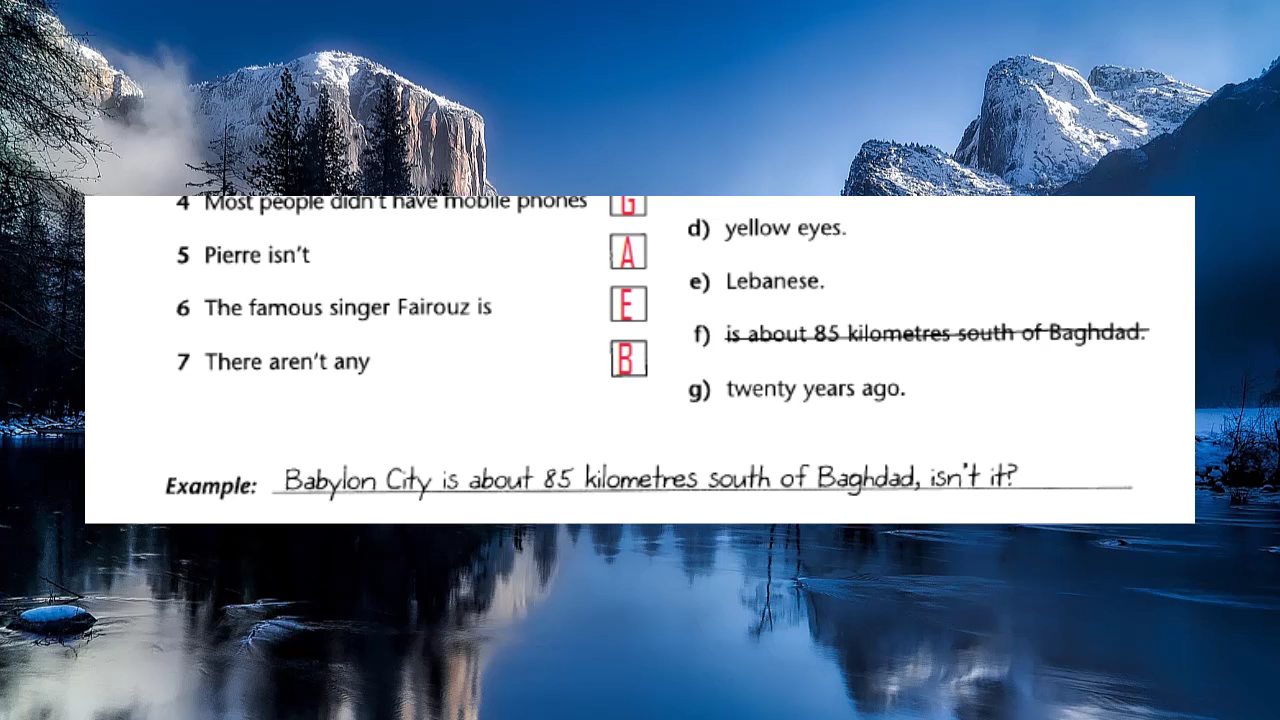 4 Most people didn't have mobile phones G
5 Pierre isn't A
6 The famous singer Fairouz is E
7 There aren't any B
d) yellow eyes.
e) Lebanese.
f) is about 85 kilometres south of Baghdad.
g) twenty years ago.
Example: Babylon City is about 85 kilometres south of Baghdad, isn't it?